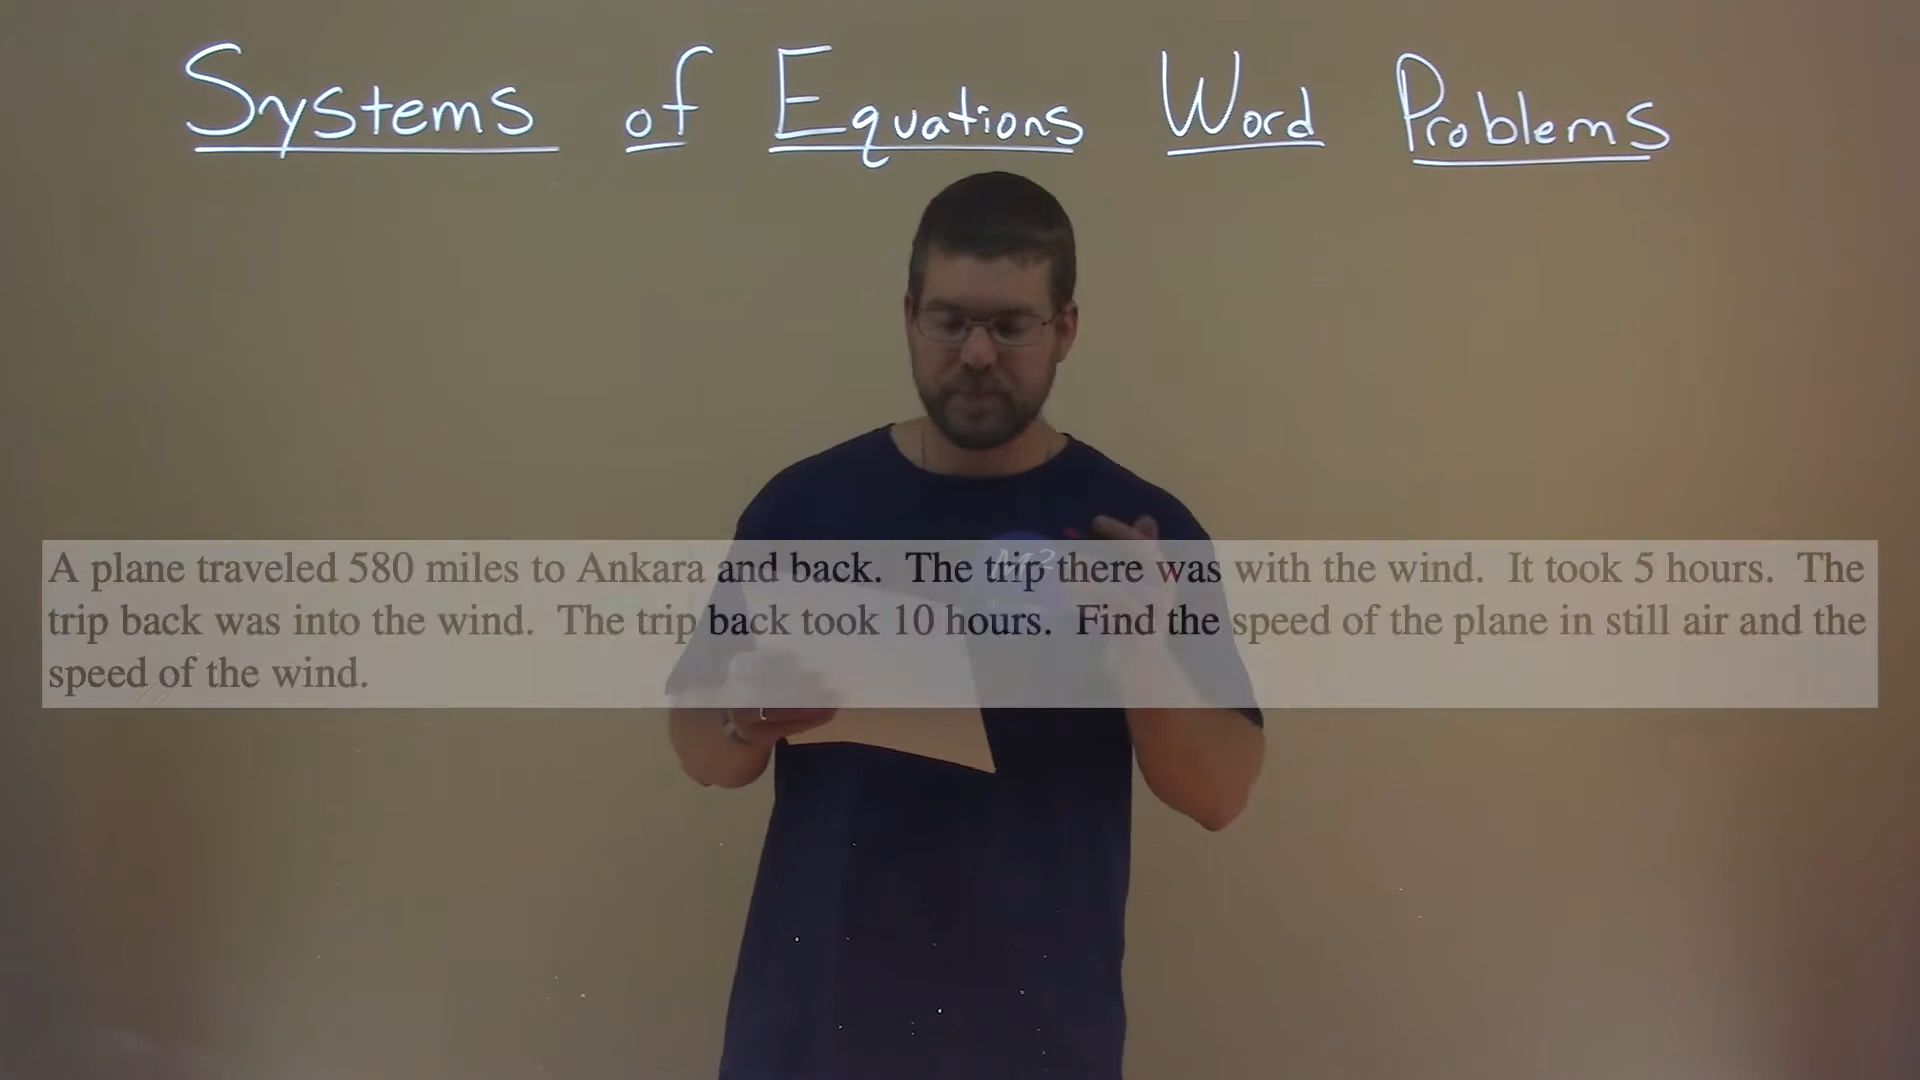 Systems of Equations Word Problems
A plane traveled 580 miles to Ankara and back. The trip there was with the wind. It took 5 hours. The
trip back was into the wind. The trip back took 10 hours. Find the speed of the plane in still air and the
speed of the wind.